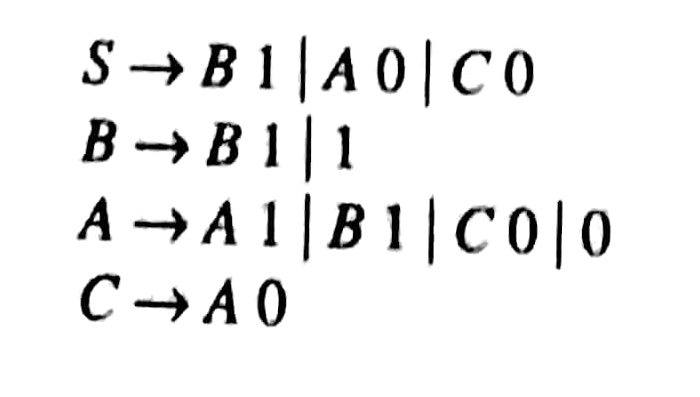 S → B 1 | A 0 | C 0
B → B 1 | 1
A → A 1 | B 1 | C 0 | 0
C → A 0